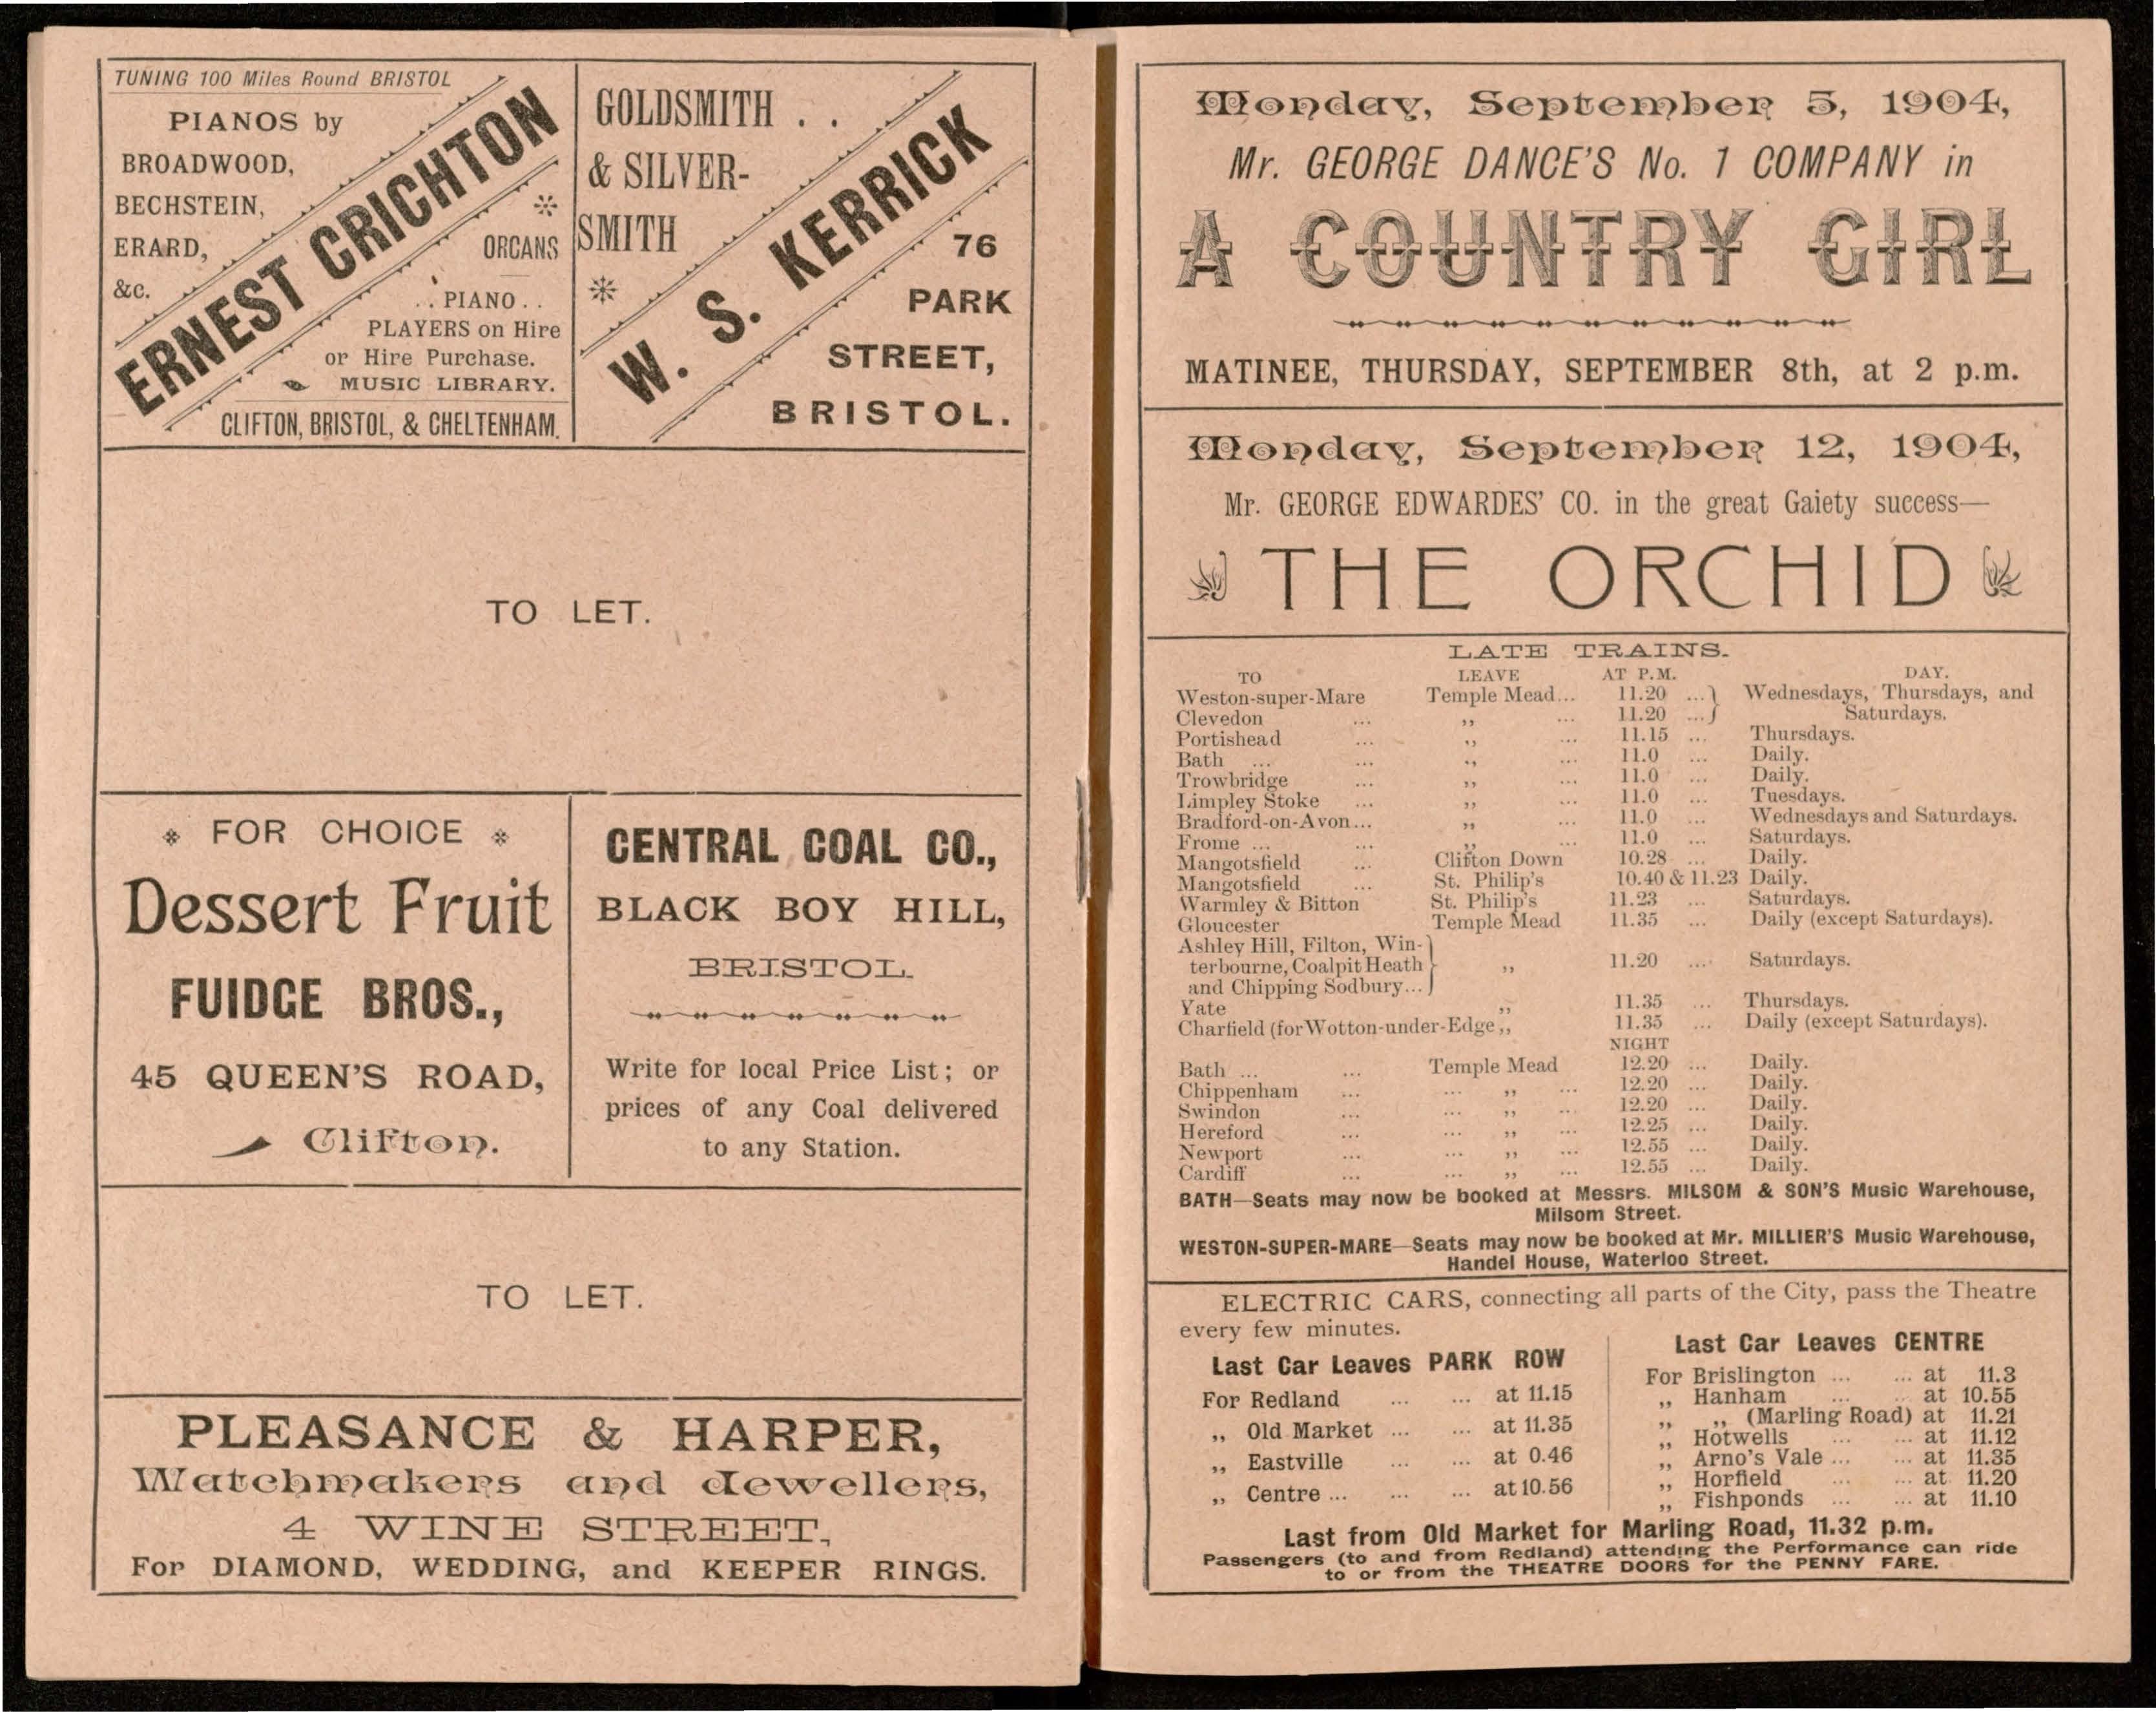 TUNING 100 Miles Round BRISTOL
PIANOS by
BROADWOOD,
BECHSTEIN,
ERARD,
&c.
ERNEST CRICHTON
ORGANS
. . PIANO . .
PLAYERS on Hire
or Hire Purchase.
MUSIC LIBRARY.
CLIFTON, BRISTOL, & CHELTENHAM.
GOLDSMITH . .
& SILVER-
SMITH
W. S. KERRICK
76
PARK
STREET,
BRISTOL.
TO LET.
FOR CHOICE
Dessert Fruit
FUIDGE BROS.,
45 QUEEN'S ROAD,
Clifton.
CENTRAL COAL CO.,
BLACK BOY HILL,
BRISTOL.
Write for local Price List; or
prices of any Coal delivered
to any Station.
TO LET.
PLEASANCE & HARPER,
Watchmakers and Jewellers,
4 WINE STREET,
For DIAMOND, WEDDING, and KEEPER RINGS.
Monday, September 5, 1904,
Mr. GEORGE DANCE'S No. 1 COMPANY in
A COUNTRY GIRL
MATINEE, THURSDAY, SEPTEMBER 8th, at 2 p.m.
Monday, September 12, 1904,
Mr. GEORGE EDWARDES' CO. in the great Gaiety success—
THE ORCHID
LATE TRAINS.
TO LEAVE AT P.M. DAY.
Weston-super-Mare Temple Mead... 11.20 ...} Wednesdays, Thursdays, and
Clevedon ... ,, ... 11.20 ...} Saturdays.
Portishead ... ,, ... 11.15 ... Thursdays.
Bath ... ... ,, ... 11.0 ... Daily.
Trowbridge ... ,, ... 11.0 ... Daily.
Limpley Stoke ... ,, ... 11.0 ... Tuesdays.
Bradford-on-Avon... ,, ... 11.0 ... Wednesdays and Saturdays.
Frome ... ... ,, ... 11.0 ... Saturdays.
Mangotsfield ... Clifton Down 10.28 ... Daily.
Mangotsfield ... St. Philip's 10.40 & 11.23 Daily.
Warmley & Bitton St. Philip's 11.23 ... Saturdays.
Gloucester Temple Mead 11.35 ... Daily (except Saturdays).
Ashley Hill, Filton, Win-}
terbourne, Coalpit Heath } ,, 11.20 .... Saturdays.
and Chipping Sodbury...}
Yate ,, 11.35 ... Thursdays.
Charfield (for Wotton-under-Edge ,, 11.35 ... Daily (except Saturdays).
NIGHT
Bath ... ... Temple Mead 12.20 ... Daily.
Chippenham ... ... ,, ... 12.20 ... Daily.
Swindon ... ... ,, ... 12.20 ... Daily.
Hereford ... ... ,, ... 12.25 ... Daily.
Newport ... ... ,, ... 12.55 ... Daily.
Cardiff ... ... ,, ... 12.55 ... Daily.
BATH—Seats may now be booked at Messrs. MILSOM & SON'S Music Warehouse,
Milsom Street.
WESTON-SUPER-MARE—Seats may now be booked at Mr. MILLIER'S Music Warehouse,
Handel House, Waterloo Street.
ELECTRIC CARS, connecting all parts of the City, pass the Theatre
every few minutes.
Last Car Leaves PARK ROW
For Redland ... ... at 11.15
,, Old Market ... ... at 11.35
,, Eastville ... ... at 0.46
,, Centre ... ... ... at 10.56
Last Car Leaves CENTRE
For Brislington ... ... at 11.3
,, Hanham ... ... at 10.55
,, ,, (Marling Road) at 11.21
,, Hotwells ... ... at 11.12
,, Arno's Vale ... ... at 11.35
,, Horfield ... ... at 11.20
,, Fishponds ... ... at 11.10
Last from Old Market for Marling Road, 11.32 p.m.
Passengers (to and from Redland) attending the Performance can ride
to or from the THEATRE DOORS for the PENNY FARE.